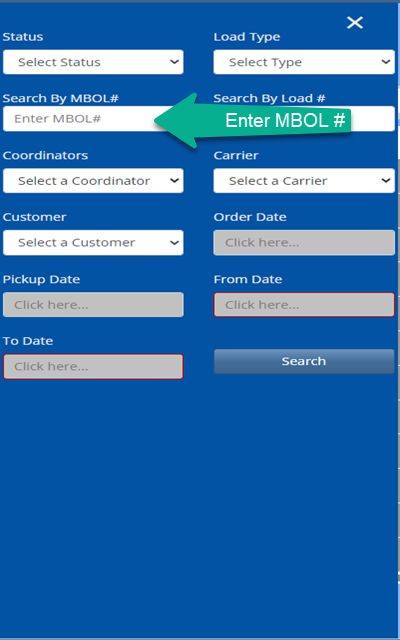 Status
Load Type
Select Status
Select Type
Search By MBOL#
Search By Load #
Enter MBOL#
Enter MBOL #
Coordinators
Carrier
Select a Coordinator
Select a Carrier
Customer
Order Date
Select a Customer
Click here...
Pickup Date
From Date
Click here...
Click here...
To Date
Click here...
Search